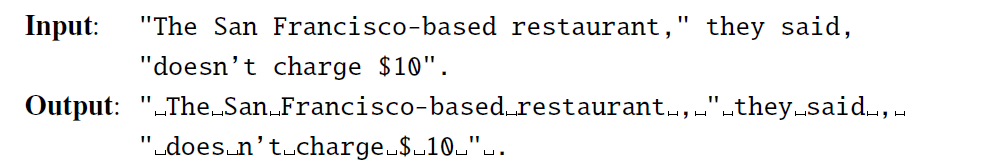 Input: "The San Francisco-based restaurant," they said,
"doesn’t charge $10".
Output: "␣The␣San␣Francisco-based␣restaurant␣,␣"␣they␣said␣,␣
"␣does␣n’t␣charge␣$␣10␣"␣.